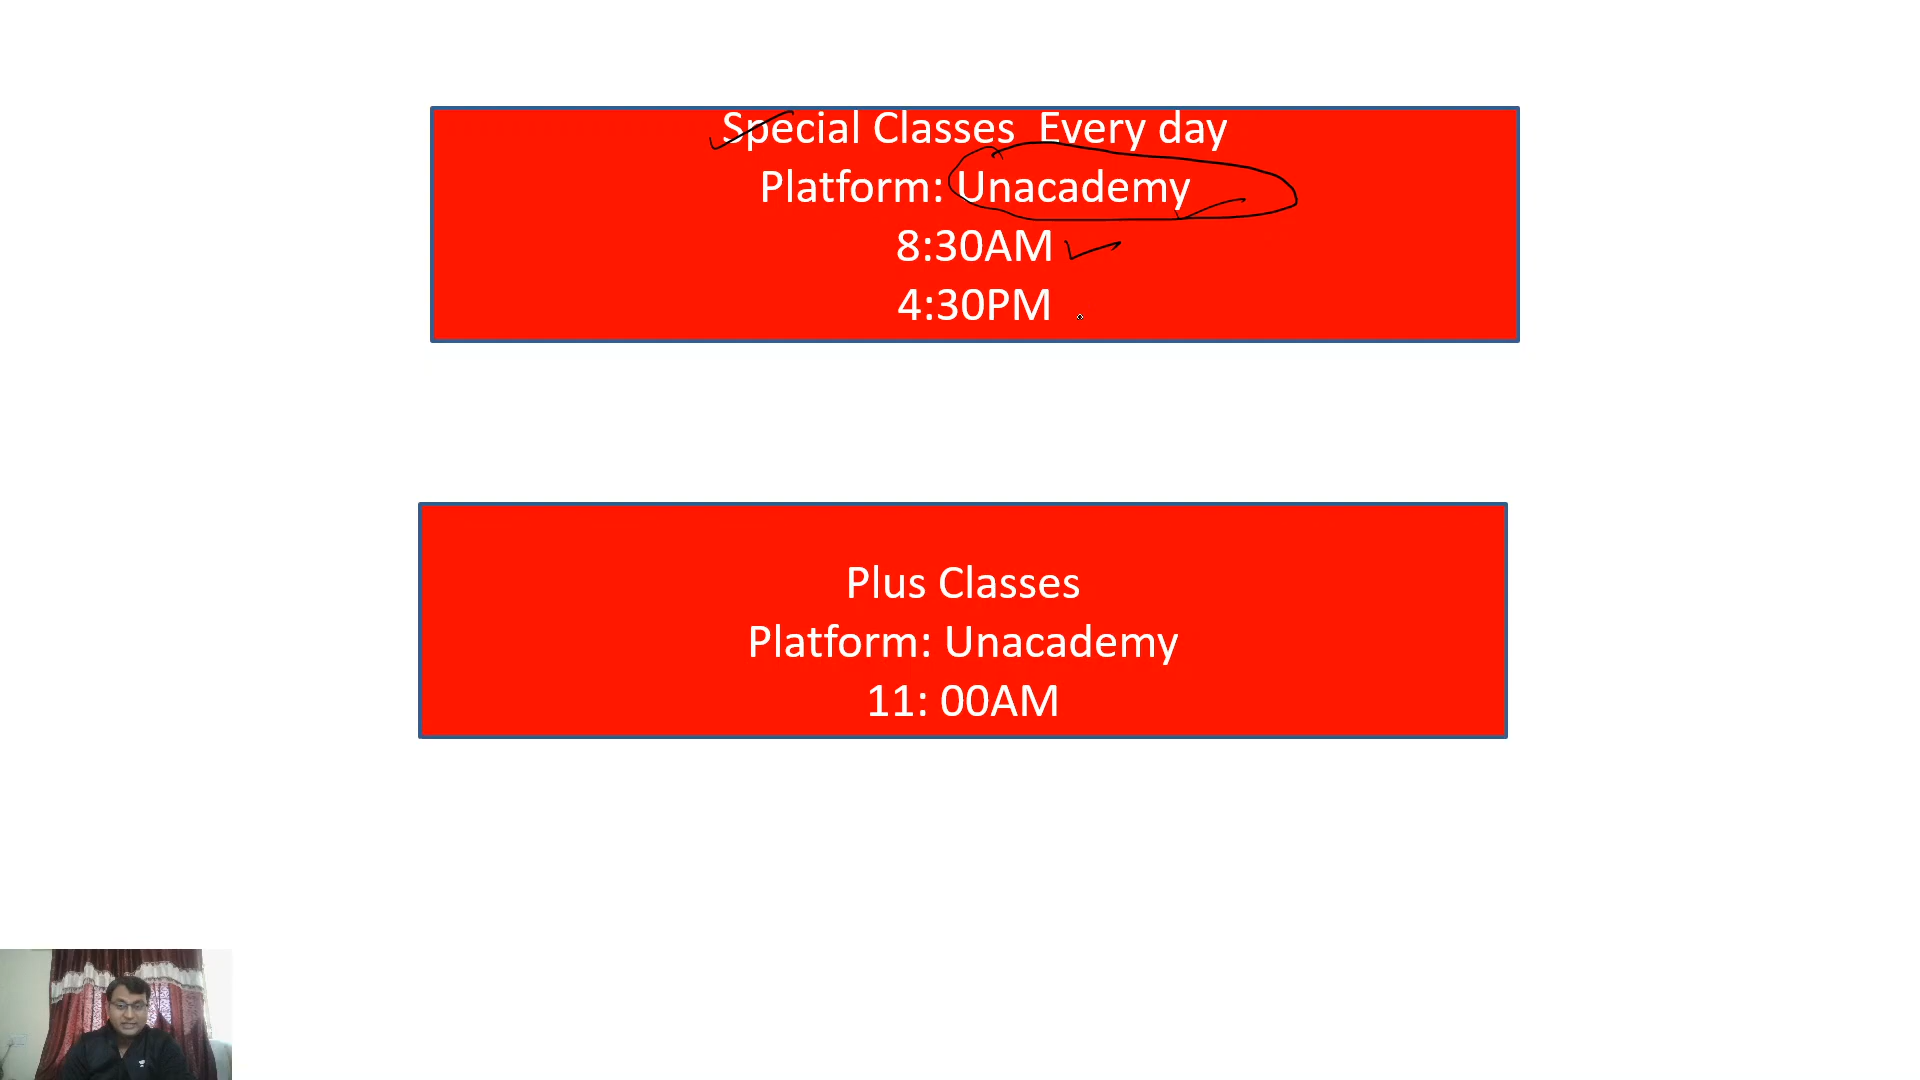 Special Classes  Every day
Platform: Unacademy
8:30AM
4:30PM
Plus Classes
Platform: Unacademy
11: 00AM